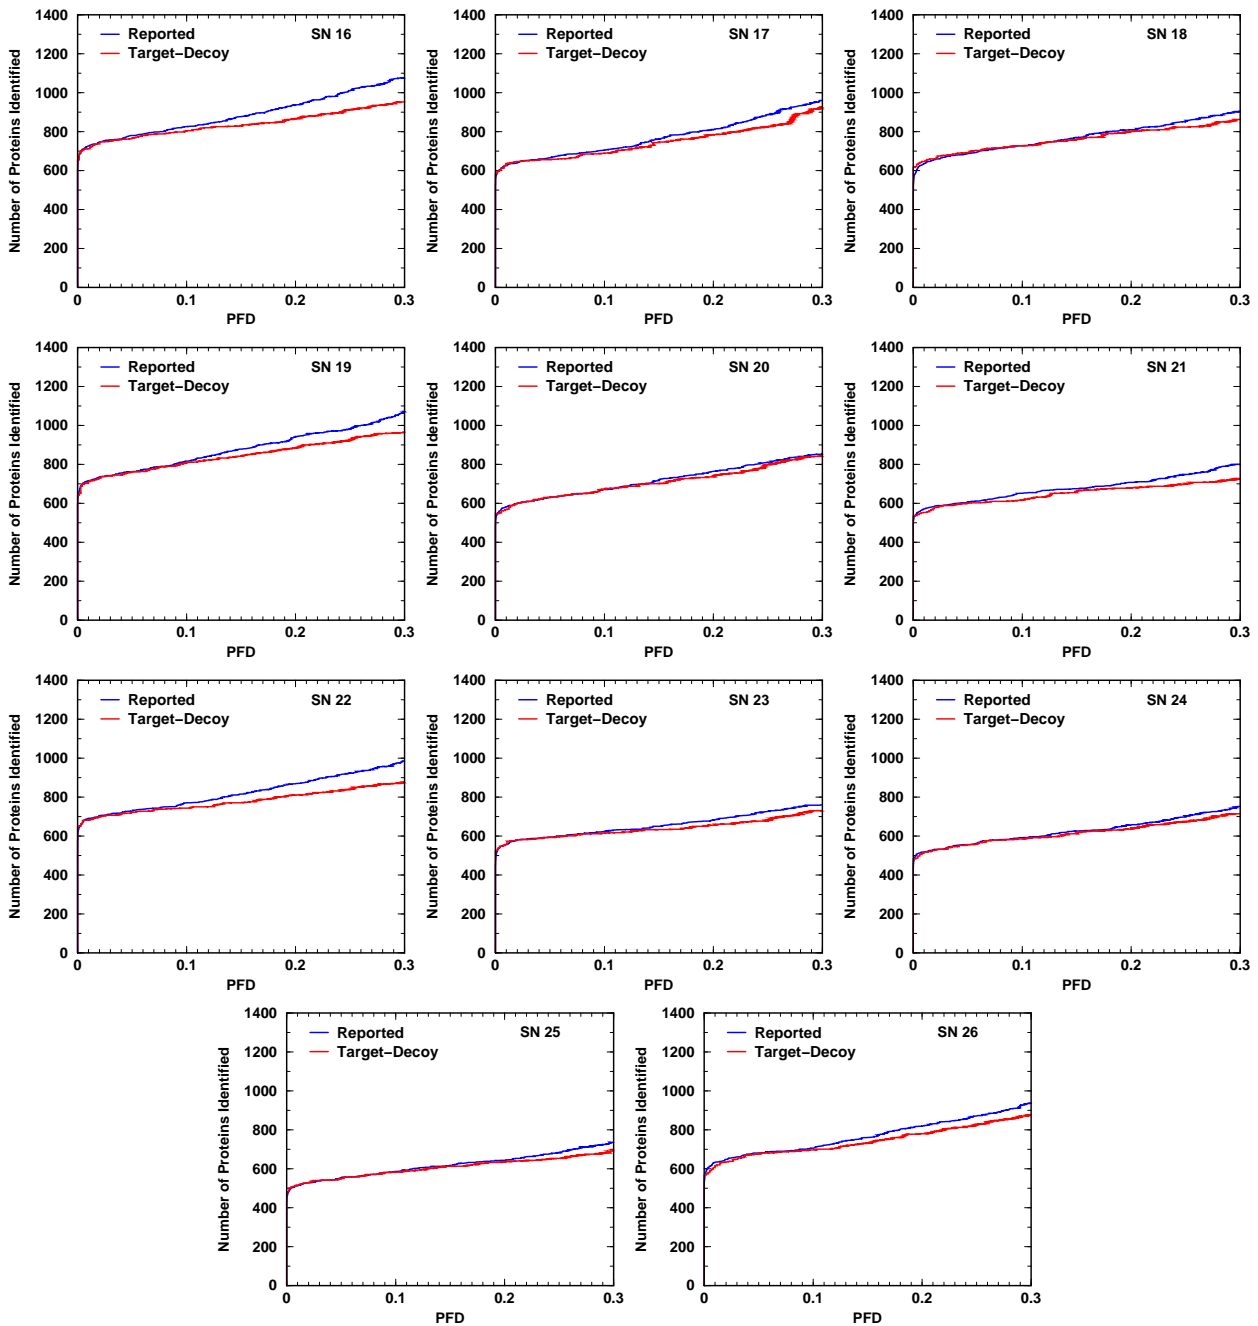 1400
1200
1000
800
600
400
200
0
Number of Proteins Identified
Reported
Target-Decoy
SN 16
0 0.1 0.2 0.3
PFD
1400
1200
1000
800
600
400
200
0
Number of Proteins Identified
Reported
Target-Decoy
SN 17
0 0.1 0.2 0.3
PFD
1400
1200
1000
800
600
400
200
0
Number of Proteins Identified
Reported
Target-Decoy
SN 18
0 0.1 0.2 0.3
PFD
1400
1200
1000
800
600
400
200
0
Number of Proteins Identified
Reported
Target-Decoy
SN 19
0 0.1 0.2 0.3
PFD
1400
1200
1000
800
600
400
200
0
Number of Proteins Identified
Reported
Target-Decoy
SN 20
0 0.1 0.2 0.3
PFD
1400
1200
1000
800
600
400
200
0
Number of Proteins Identified
Reported
Target-Decoy
SN 21
0 0.1 0.2 0.3
PFD
1400
1200
1000
800
600
400
200
0
Number of Proteins Identified
Reported
Target-Decoy
SN 22
0 0.1 0.2 0.3
PFD
1400
1200
1000
800
600
400
200
0
Number of Proteins Identified
Reported
Target-Decoy
SN 23
0 0.1 0.2 0.3
PFD
1400
1200
1000
800
600
400
200
0
Number of Proteins Identified
Reported
Target-Decoy
SN 24
0 0.1 0.2 0.3
PFD
1400
1200
1000
800
600
400
200
0
Number of Proteins Identified
Reported
Target-Decoy
SN 25
0 0.1 0.2 0.3
PFD
1400
1200
1000
800
600
400
200
0
Number of Proteins Identified
Reported
Target-Decoy
SN 26
0 0.1 0.2 0.3
PFD